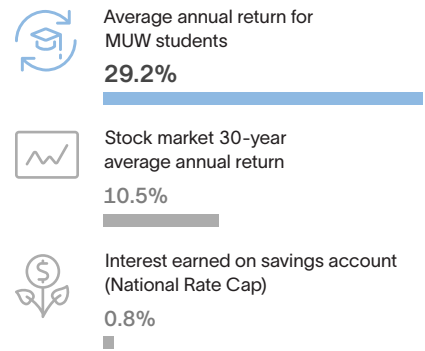 Average annual return for
MUW students
29.2%
Stock market 30-year
average annual return
10.5%
Interest earned on savings account
(National Rate Cap)
$
0.8%